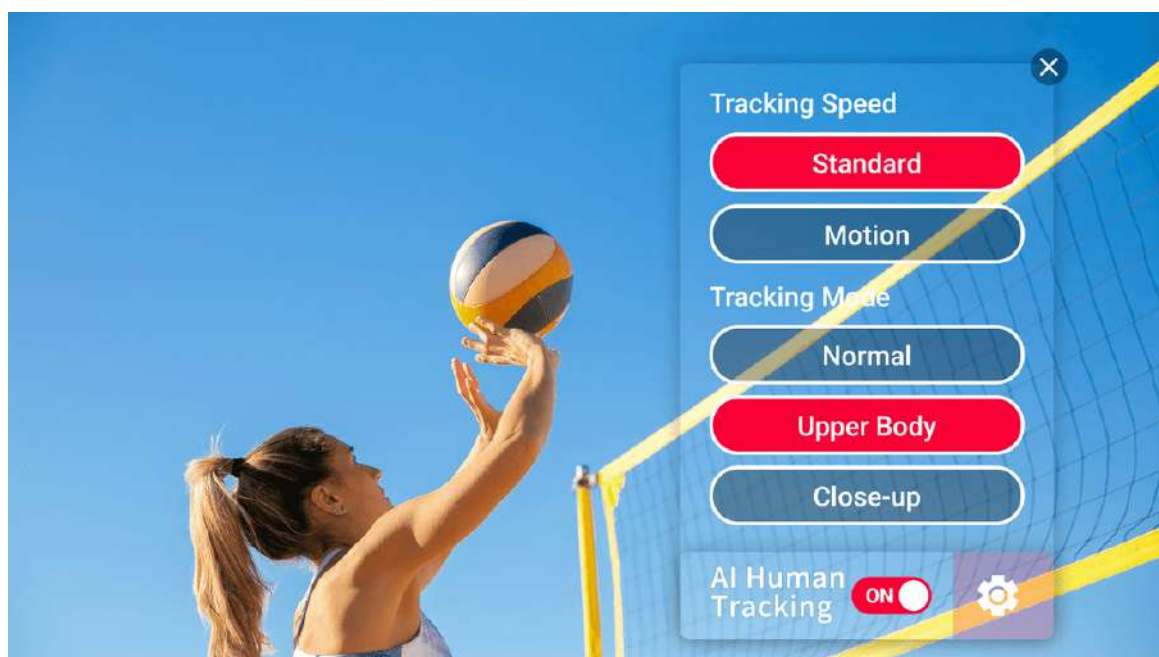 Tracking Speed
Standard
Motion
Tracking Mode
Normal
Upper Body
Close-up
AI Human
Tracking
ON